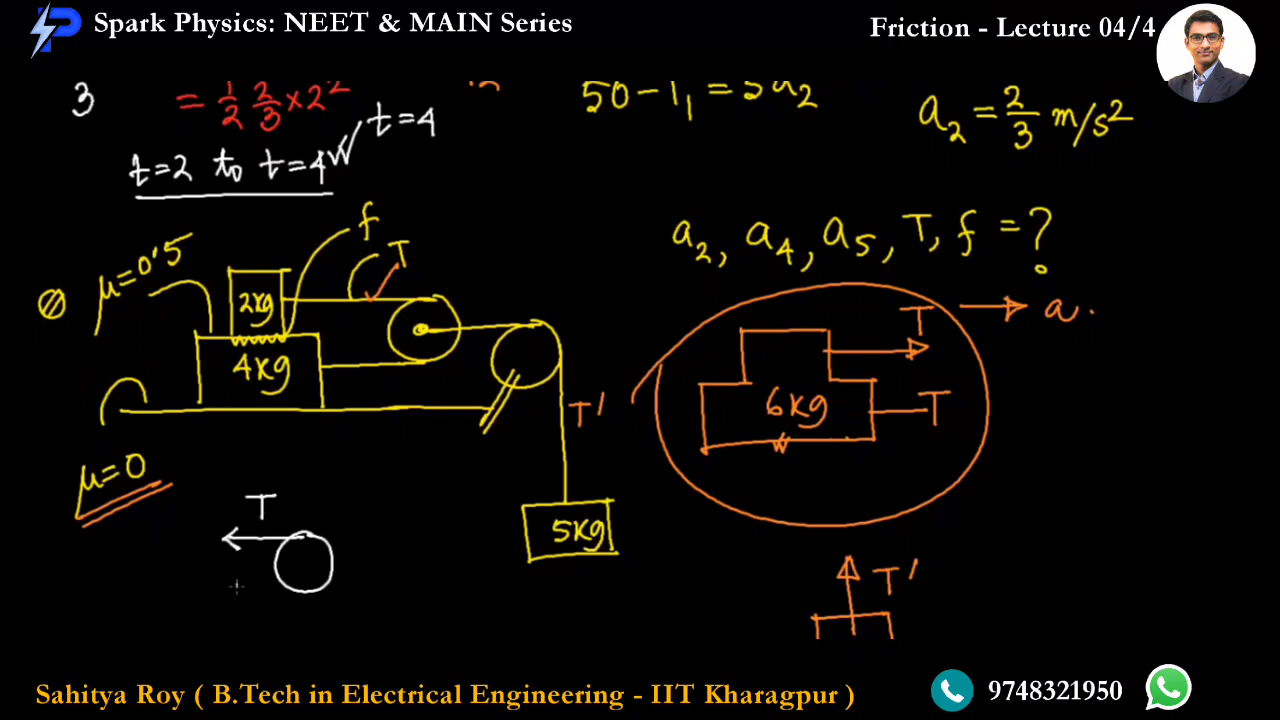 Spark Physics: NEET & MAIN Series
Friction - Lecture 04/4
3
= 1/2 2/3 × 2²
t=4
t=2 to t=4
a₂ = 2/3 m/s²
a₂, a₄, a₅, T, f = ?
μ=0.5
f
T
2kg
4kg
T'
μ=0
5kg
T
T
a.
6kg
T
T'
Sahitya Roy ( B.Tech in Electrical Engineering - IIT Kharagpur )
9748321950